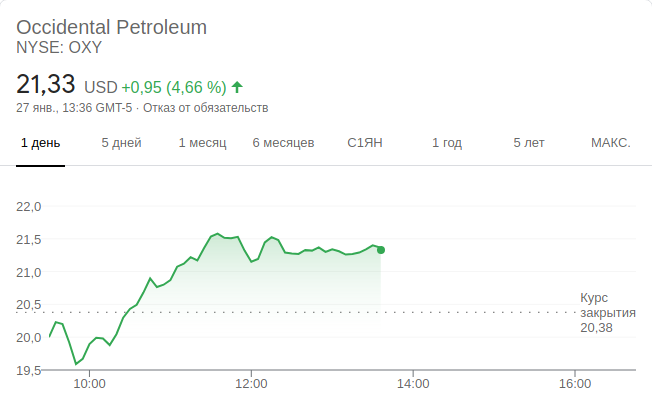 Occidental Petroleum
NYSE: OXY
21,33 USD +0,95 (4,66 %)
27 янв., 13:36 GMT-5 · Отказ от обязательств
1 день 5 дней 1 месяц 6 месяцев С1ЯН 1 год 5 лет МАКС.
22,0
21,5
21,0
20,5
20,0
19,5
Курс
закрытия
20,38
10:00 12:00 14:00 16:00